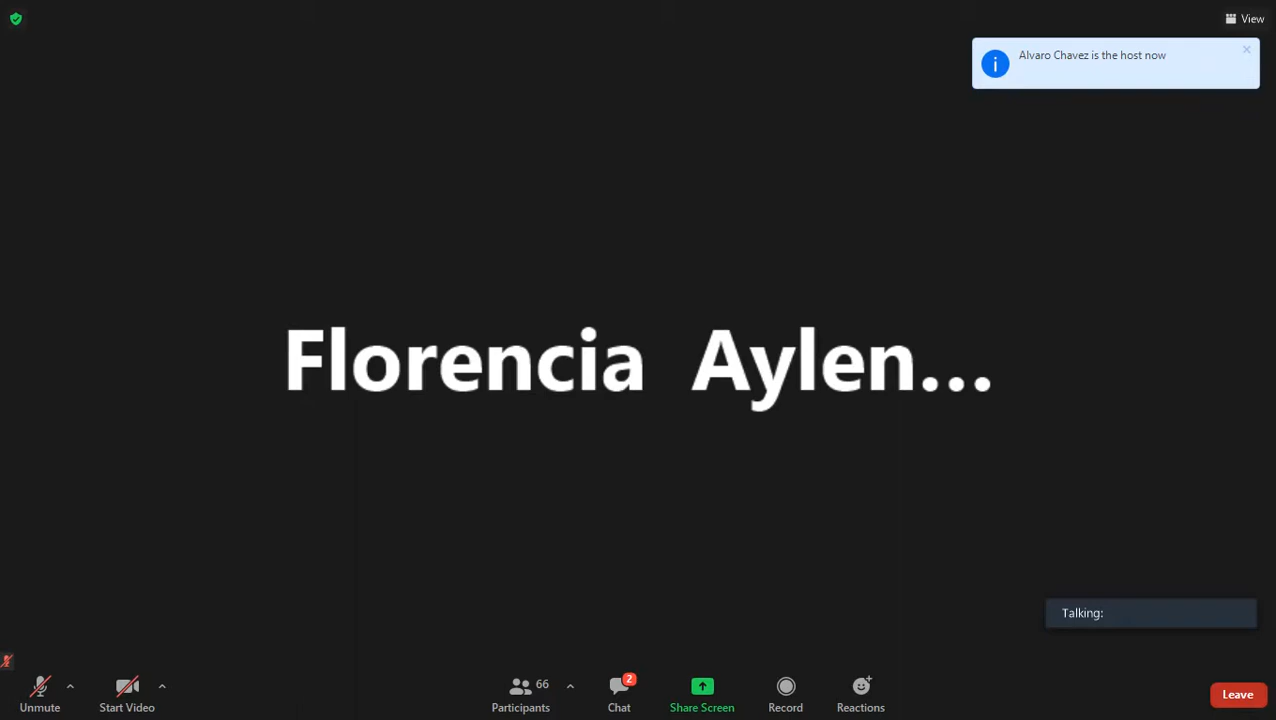 View
Alvaro Chavez is the host now
Florencia Aylen...
Talking:
Unmute
Start Video
66
Participants
2
Chat
Share Screen
Record
Reactions
Leave